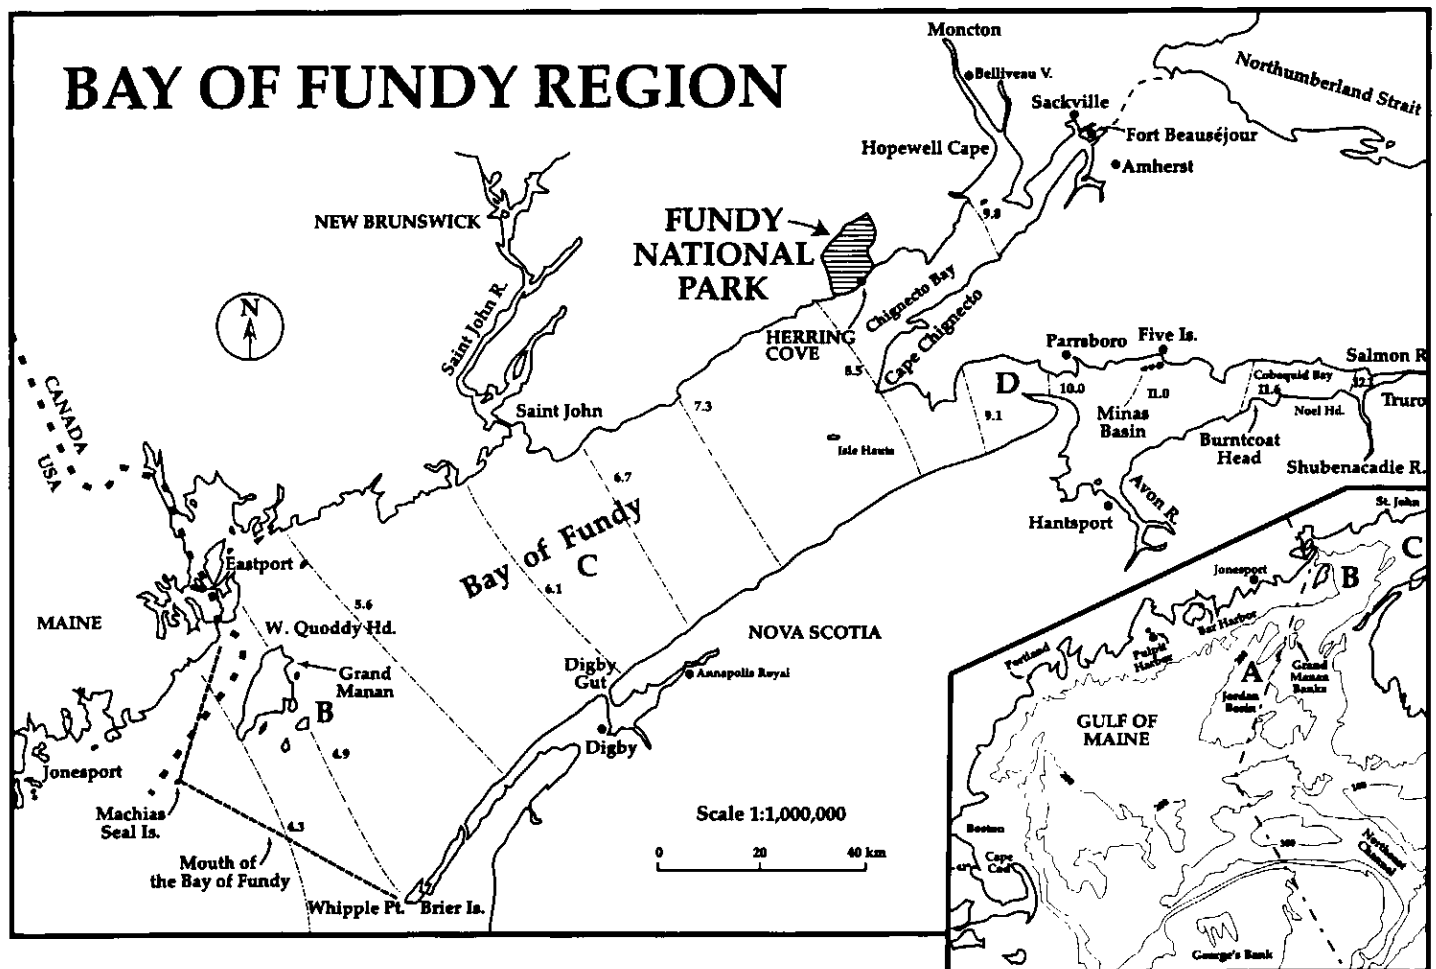 BAY OF FUNDY REGION
Moncton
Belliveau V.
Sackville
Northumberland Strait
Fort Beauséjour
Hopewell Cape
Amherst
NEW BRUNSWICK
FUNDY
NATIONAL
PARK
9.8
N
Saint John R.
Chignecto Bay
Cape Chignecto
HERRING
COVE
8.5
Parrsboro
Five Is.
Salmon R
CANADA
USA
Saint John
7.3
D
9.1
10.0
11.0
Cobequid Bay
11.6
Noel Hd.
Truro
Minas
Basin
Burntcoat
Head
Isle Haute
Shubenacadie R.
6.7
Bay of Fundy
C
6.1
Avon R.
Hantsport
Eastport
5.6
MAINE
W. Quoddy Hd.
Grand
Manan
B
4.9
NOVA SCOTIA
Digby
Gut
Annapolis Royal
Digby
Jonesport
Machias
Seal Is.
4.3
Mouth of
the Bay of Fundy
Whipple Pt.
Brier Is.
Scale 1:1,000,000
0 20 40 km
St. John
C
Jonesport
B
Bar Harbor
Portland
Pulpit
Harbor
A
Jordan
Basin
Grand
Manan
Banks
GULF OF
MAINE
200
100
Boston
Cape
Cod
Northeast
Channel
George's Bank